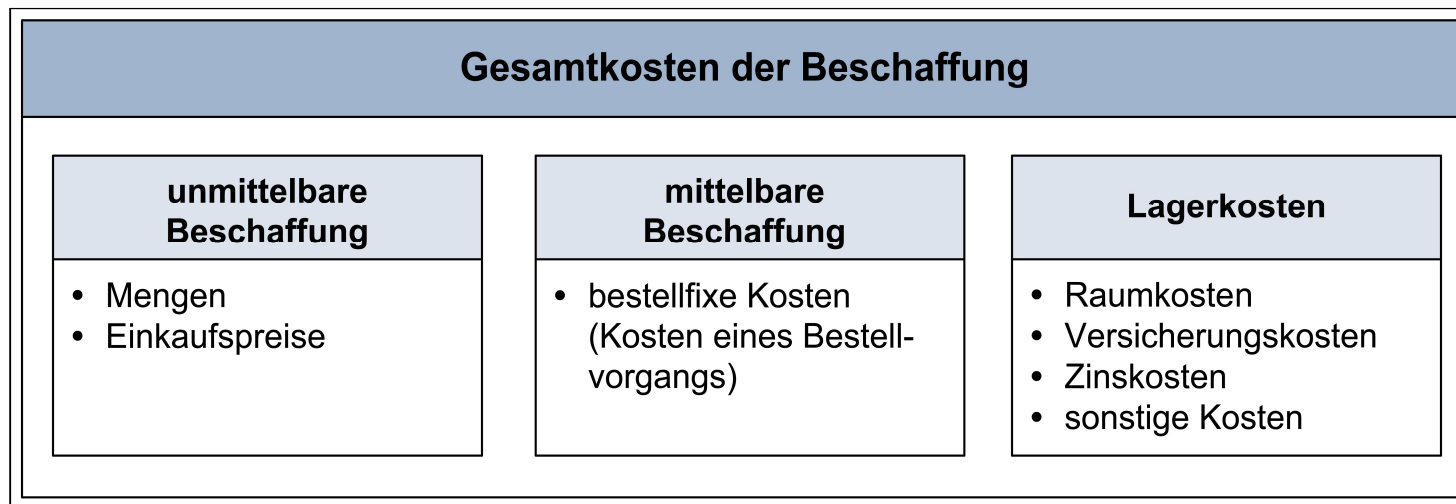 Gesamtkosten der Beschaffung
unmittelbare
Beschaffung
• Mengen
• Einkaufspreise
mittelbare
Beschaffung
• bestellfixe Kosten
(Kosten eines Bestell-
vorgangs)
Lagerkosten
• Raumkosten
• Versicherungskosten
• Zinskosten
• sonstige Kosten